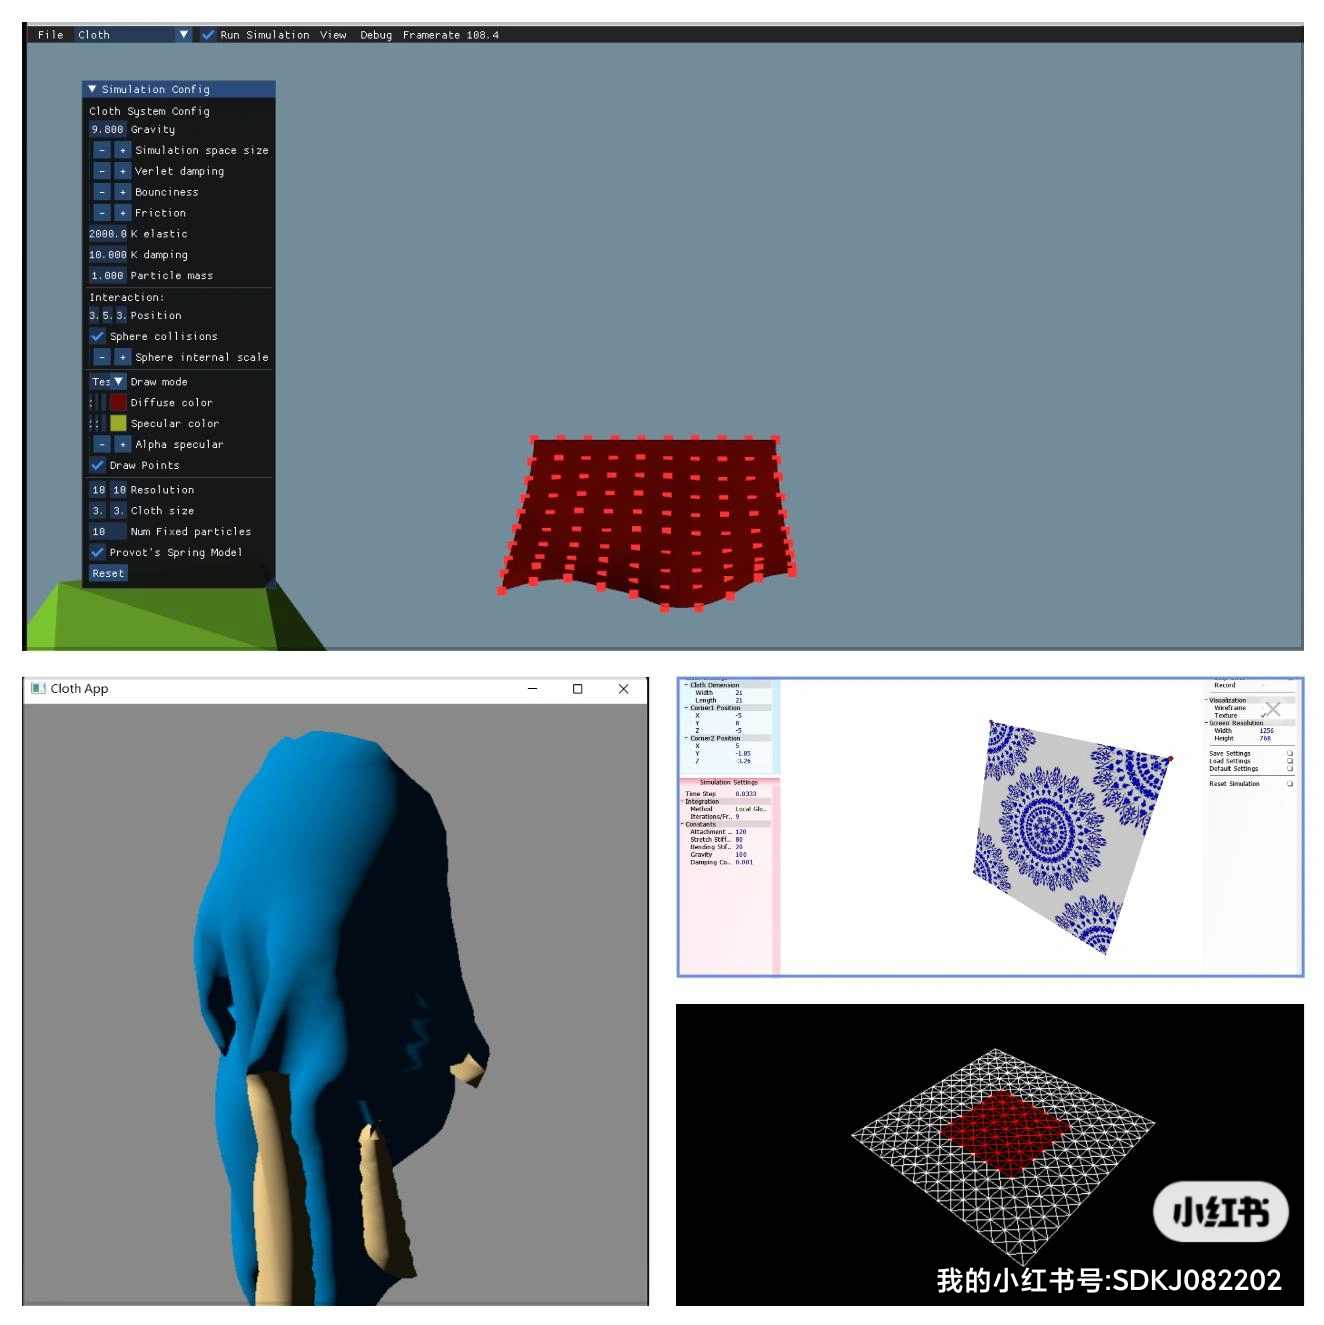 File Cloth Run Simulation View Debug Framerate 108.4
Simulation Config
Cloth System Config
9.800 Gravity
- + Simulation space size
- + Verlet damping
- + Bounciness
- + Friction
2000.0 K elastic
10.000 K damping
1.000 Particle mass
Interaction:
3. 5. 3. Position
Sphere collisions
- + Sphere internal scale
Tes Draw mode
Diffuse color
Specular color
- + Alpha specular
Draw Points
10 10 Resolution
3. 3. Cloth size
10 Num Fixed particles
Provot's Spring Model
Reset
Cloth App
Cloth Dimension
Width 21
Length 21
Corner1 Position
X -5
Y 8
Z -5
Corner2 Position
X 5
Y -1.85
Z -3.26
Simulation Settings
Time Step 0.0333
Integration
Method Local Glo..
Iterations/Fr.. 9
Constants
Attachment .. 120
Stretch Stiff.. 80
Bending Stif.. 20
Gravity 100
Damping Co.. 0.001
Record
Visualization
Wireframe
Texture
Screen Resolution
Width 1256
Height 768
Save Settings
Load Settings
Default Settings
Reset Simulation
小红书
我的小红书号:SDKJ082202